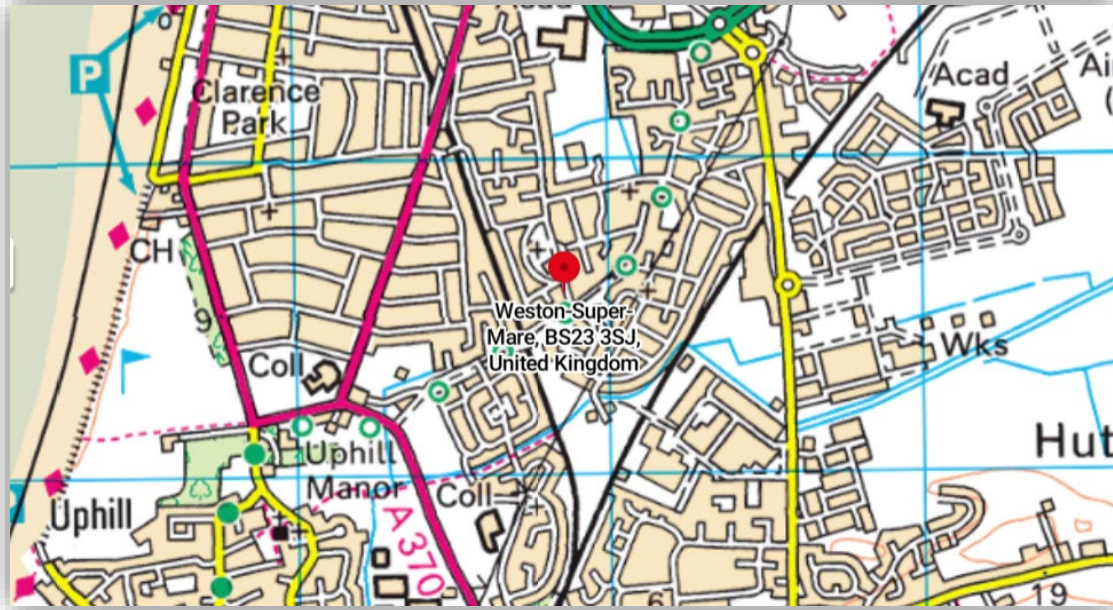 P
Clarence
Park
Acad
CH
9
Weston-Super-
Mare, BS23 3SJ,
United Kingdom
Coll
Wks
Uphill
Manor
Uphill
Coll
A 370
Hut
6
19